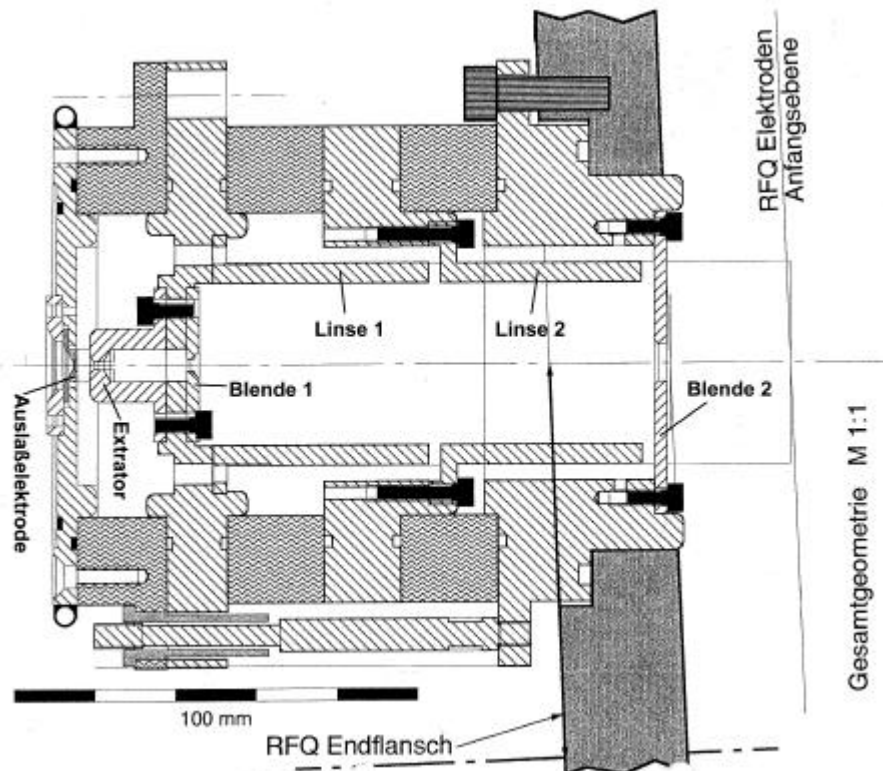 RFQ Elektroden
Anfangsebene
Linse 1
Linse 2
Blende 1
Blende 2
Auslaßelektrode
Extrator
100 mm
RFQ Endflansch
Gesamtgeometrie M 1:1